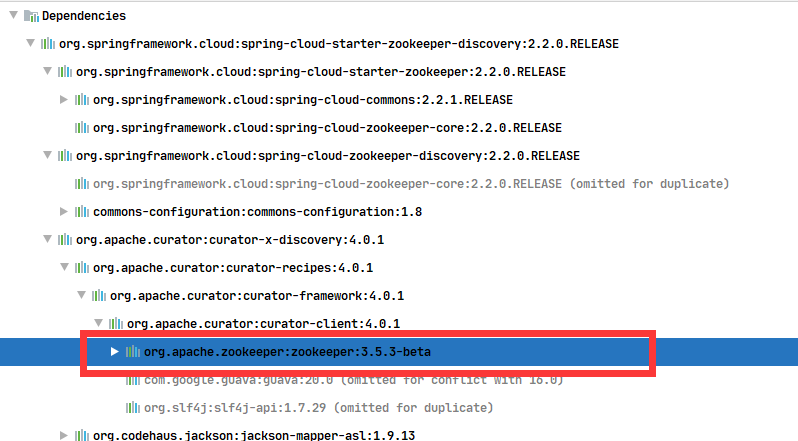 Dependencies
org.springframework.cloud:spring-cloud-starter-zookeeper-discovery:2.2.0.RELEASE
org.springframework.cloud:spring-cloud-starter-zookeeper:2.2.0.RELEASE
org.springframework.cloud:spring-cloud-commons:2.2.1.RELEASE
org.springframework.cloud:spring-cloud-zookeeper-core:2.2.0.RELEASE
org.springframework.cloud:spring-cloud-zookeeper-discovery:2.2.0.RELEASE
org.springframework.cloud:spring-cloud-zookeeper-core:2.2.0.RELEASE (omitted for duplicate)
commons-configuration:commons-configuration:1.8
org.apache.curator:curator-x-discovery:4.0.1
org.apache.curator:curator-recipes:4.0.1
org.apache.curator:curator-framework:4.0.1
org.apache.curator:curator-client:4.0.1
org.apache.zookeeper:zookeeper:3.5.3-beta
com.google.guava:guava:20.0 (omitted for conflict with 16.0)
org.slf4j:slf4j-api:1.7.29 (omitted for duplicate)
org.codehaus.jackson:jackson-mapper-asl:1.9.13